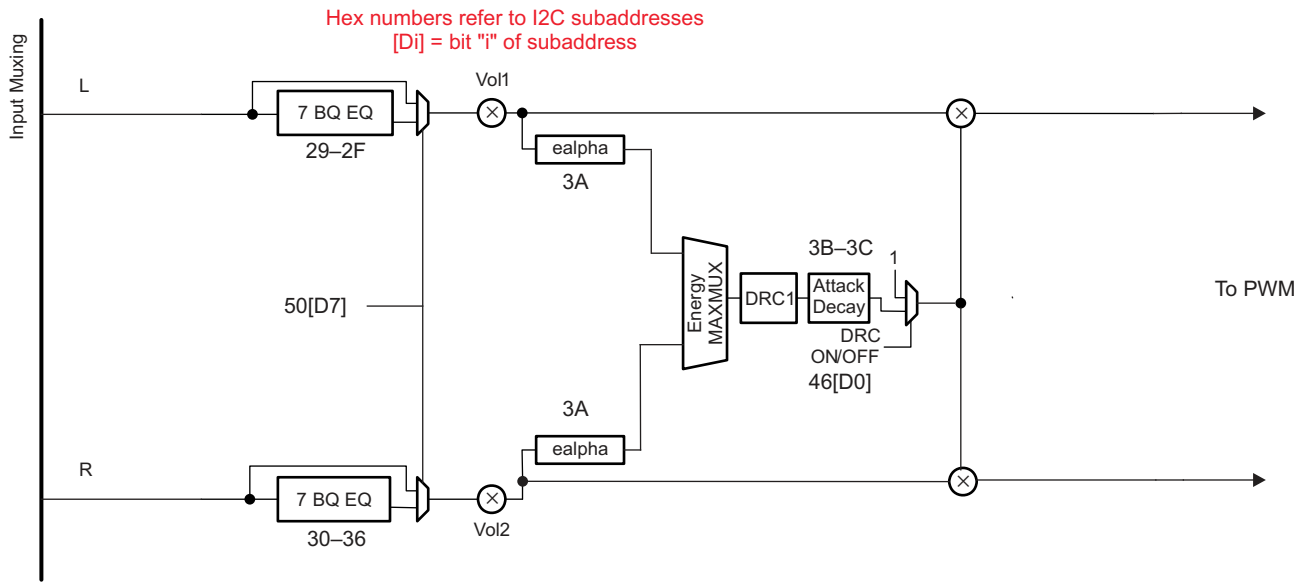 Hex numbers refer to I2C subaddresses
[Di] = bit "i" of subaddress
Input Muxing
L
7 BQ EQ
29–2F
Vol1
ealpha
3A
50[D7]
Energy
MAXMUX
DRC1
3B–3C
Attack
Decay
1
DRC
ON/OFF
46[D0]
To PWM
3A
ealpha
R
7 BQ EQ
30–36
Vol2